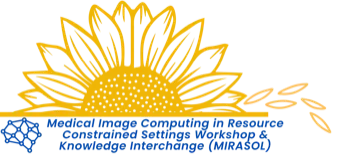 Medical Image Computing in Resource
Constrained Settings Workshop &
Knowledge Interchange (MIRASOL)